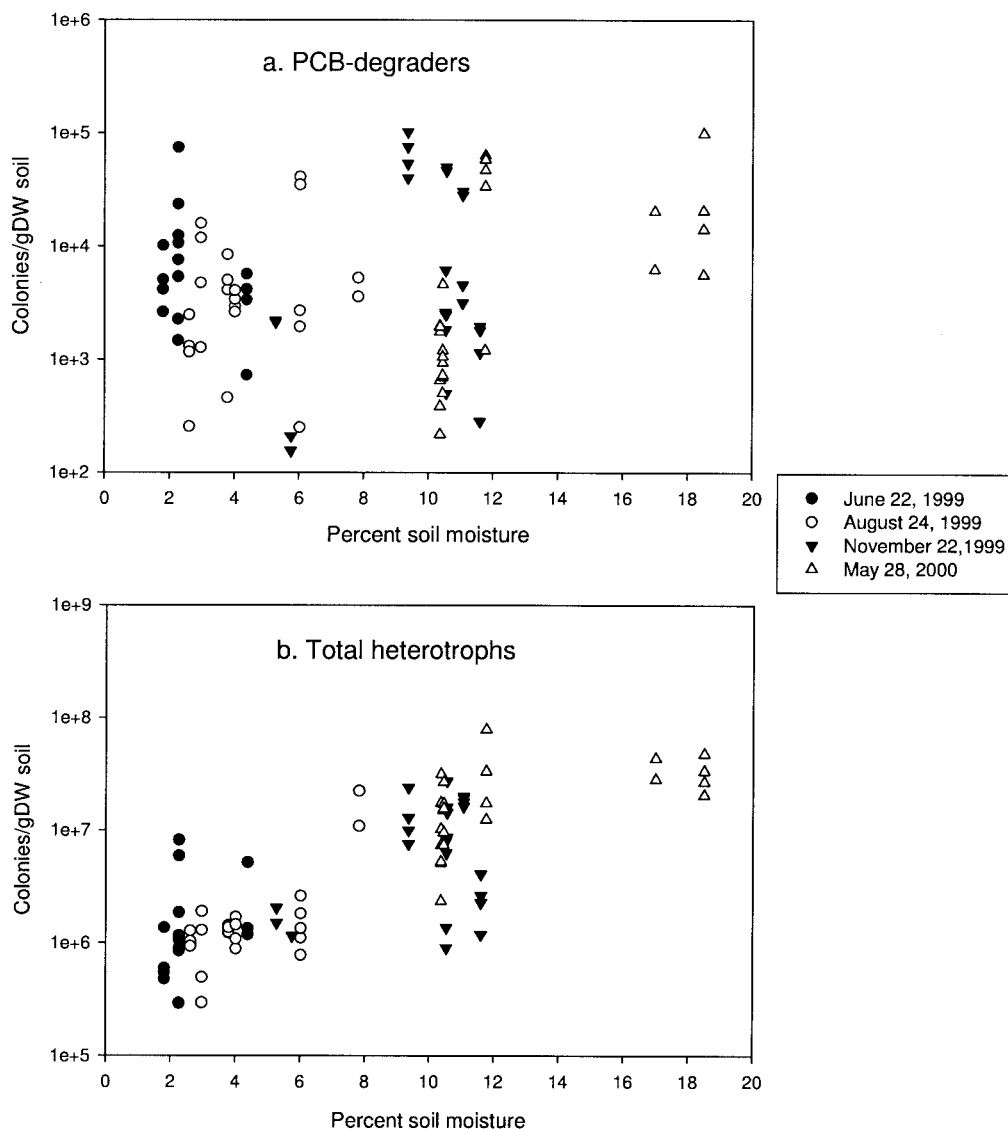 1e+6
a. PCB-degraders
1e+5
1e+4
1e+3
1e+2
Colonies/gDW soil
0 2 4 6 8 10 12 14 16 18 20
Percent soil moisture
June 22, 1999
August 24, 1999
November 22,1999
May 28, 2000
1e+9
b. Total heterotrophs
1e+8
1e+7
1e+6
1e+5
Colonies/gDW soil
0 2 4 6 8 10 12 14 16 18 20
Percent soil moisture